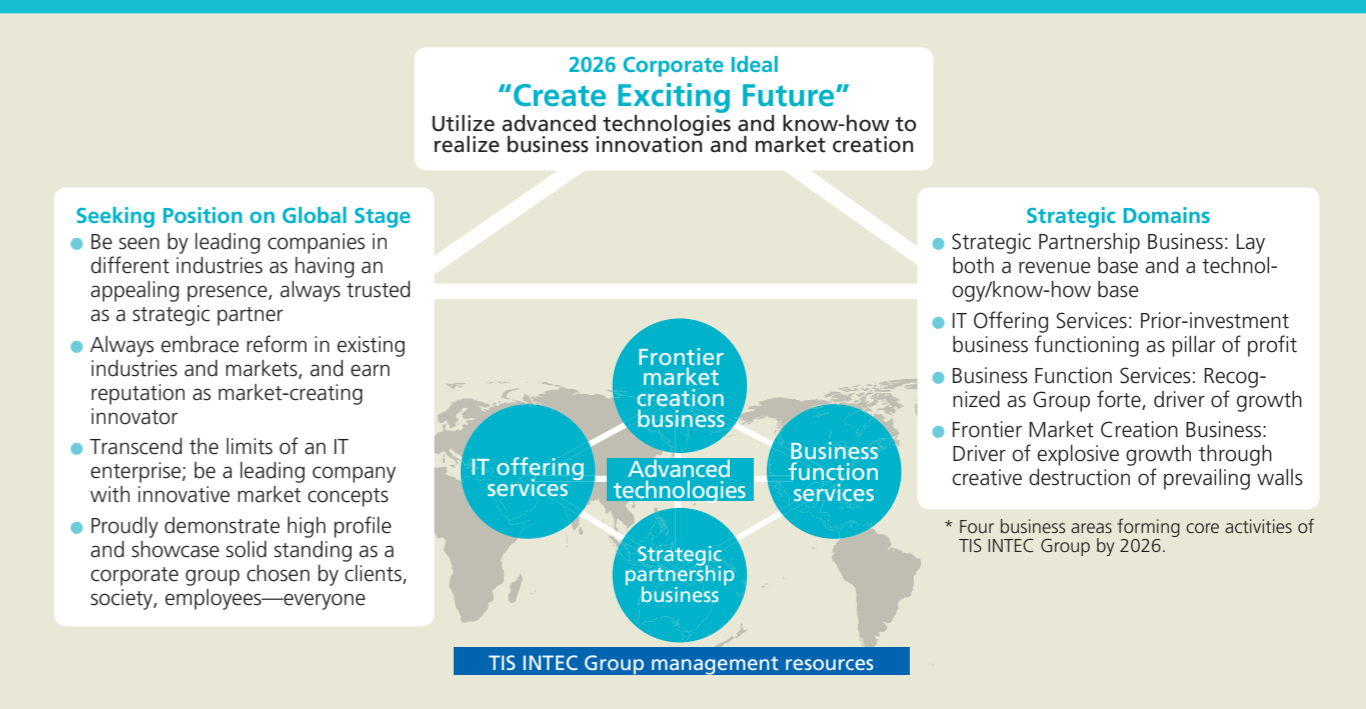 2026 Corporate Ideal
“Create Exciting Future”
Utilize advanced technologies and know-how to
realize business innovation and market creation
Seeking Position on Global Stage
● Be seen by leading companies in
different industries as having an
appealing presence, always trusted
as a strategic partner
● Always embrace reform in existing
industries and markets, and earn
reputation as market-creating
innovator
● Transcend the limits of an IT
enterprise; be a leading company
with innovative market concepts
● Proudly demonstrate high profile
and showcase solid standing as a
corporate group chosen by clients,
society, employees—everyone
Frontier
market
creation
business
IT offering
services
Advanced
technologies
Business
function
services
Strategic
partnership
business
TIS INTEC Group management resources
Strategic Domains
● Strategic Partnership Business: Lay
both a revenue base and a technol-
ogy/know-how base
● IT Offering Services: Prior-investment
business functioning as pillar of profit
● Business Function Services: Recog-
nized as Group forte, driver of growth
● Frontier Market Creation Business:
Driver of explosive growth through
creative destruction of prevailing walls
* Four business areas forming core activities of
TIS INTEC Group by 2026.